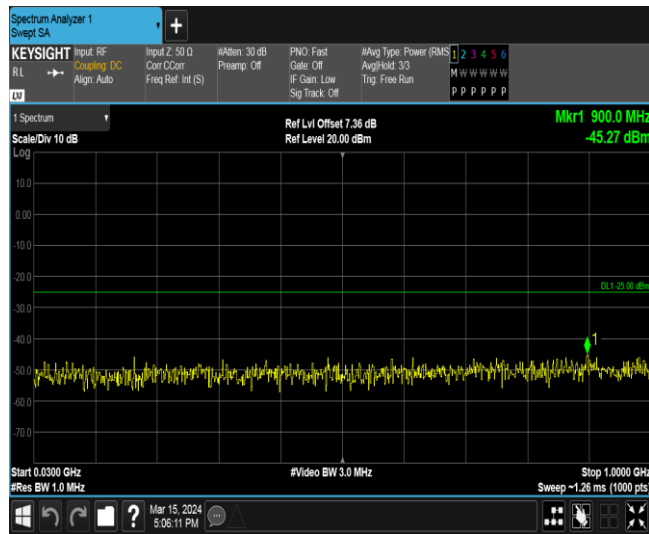 Spectrum Analyzer 1
Swept SA
+
KEYSIGHT
RL
LXI
Input: RF
Coupling: DC
Align: Auto
Input Z: 50 Ω
Corr CCorr
Freq Ref: Int (S)
#Atten: 30 dB
Preamp: Off
PNO: Fast
Gate: Off
IF Gain: Low
Sig Track: Off
#Avg Type: Power (RMS
Avg|Hold: 3/3
Trig: Free Run
1 2 3 4 5 6
M W W W W W
P P P P P P
1 Spectrum
Scale/Div 10 dB
Log
Ref Lvl Offset 7.36 dB
Ref Level 20.00 dBm
Mkr1 900.0 MHz
-45.27 dBm
10.0
0.00
-10.0
-20.0
-30.0
-40.0
-50.0
-60.0
-70.0
DL1 -25.00 dBm
1
Start 0.0300 GHz
#Res BW 1.0 MHz
#Video BW 3.0 MHz
Stop 1.0000 GHz
Sweep ~1.26 ms (1000 pts)
?
Mar 15, 2024
5:06:11 PM